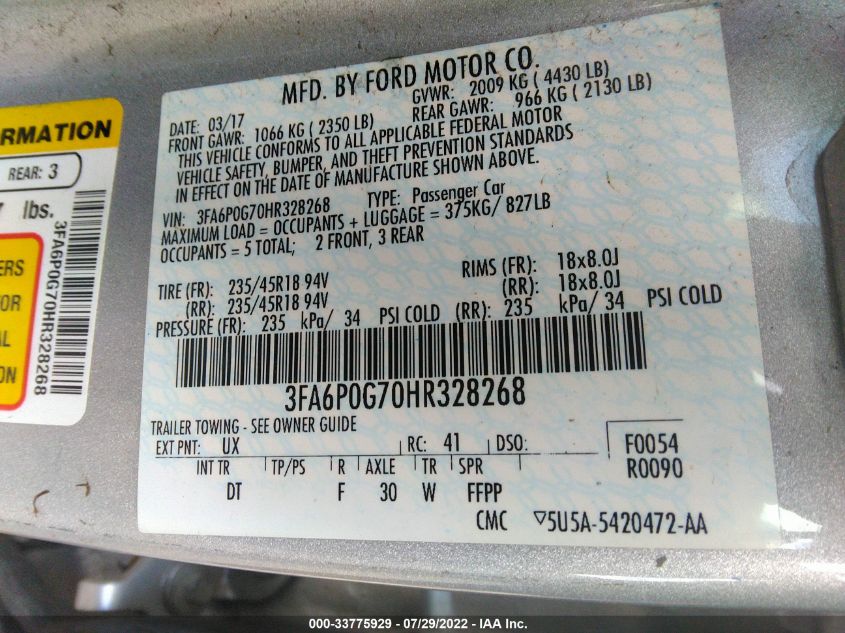 MFD. BY FORD MOTOR CO.
DATE: 03/17 GVWR: 2009 KG ( 4430 LB)
FRONT GAWR: 1066 KG ( 2350 LB) REAR GAWR: 966 KG ( 2130 LB)
THIS VEHICLE CONFORMS TO ALL APPLICABLE FEDERAL MOTOR
VEHICLE SAFETY, BUMPER, AND THEFT PREVENTION STANDARDS
IN EFFECT ON THE DATE OF MANUFACTURE SHOWN ABOVE.
VIN: 3FA6P0G70HR328268 TYPE: Passenger Car
MAXIMUM LOAD = OCCUPANTS + LUGGAGE = 375KG/ 827LB
OCCUPANTS = 5 TOTAL; 2 FRONT, 3 REAR
TIRE (FR): 235/45R18 94V RIMS (FR): 18x8.0J
(RR): 235/45R18 94V (RR): 18x8.0J
PRESSURE (FR): 235 kPa/ 34 PSI COLD (RR): 235 kPa/ 34 PSI COLD
3FA6P0G70HR328268
TRAILER TOWING - SEE OWNER GUIDE
EXT PNT: UX RC: 41 DSO: F0054
R0090
INT TR TP/PS R AXLE TR SPR
DT F 30 W FFPP
CMC ▽5U5A-5420472-AA
RMATION
REAR: 3
lbs.
3FA6P0G70HR328268
ERS
OR
AL
ON
000-33775929 - 07/29/2022 - IAA Inc.